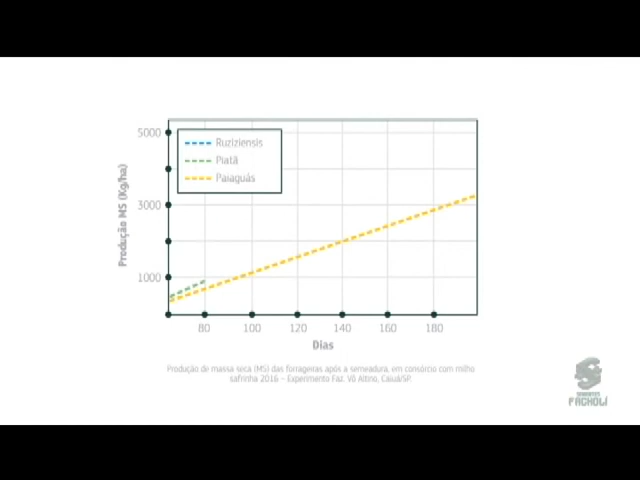 5000
3000
1000
Produção MS (Kg/ha)
Ruziziensis
Piatã
Paiaguás
80 100 120 140 160 180
Dias
Produção de massa seca (MS) das forrageiras após a semeadura, em consórcio com milho
safrinha 2016 – Experimento Faz. Vô Altino, Caiuá/SP.
SEMENTES
FACHOLI